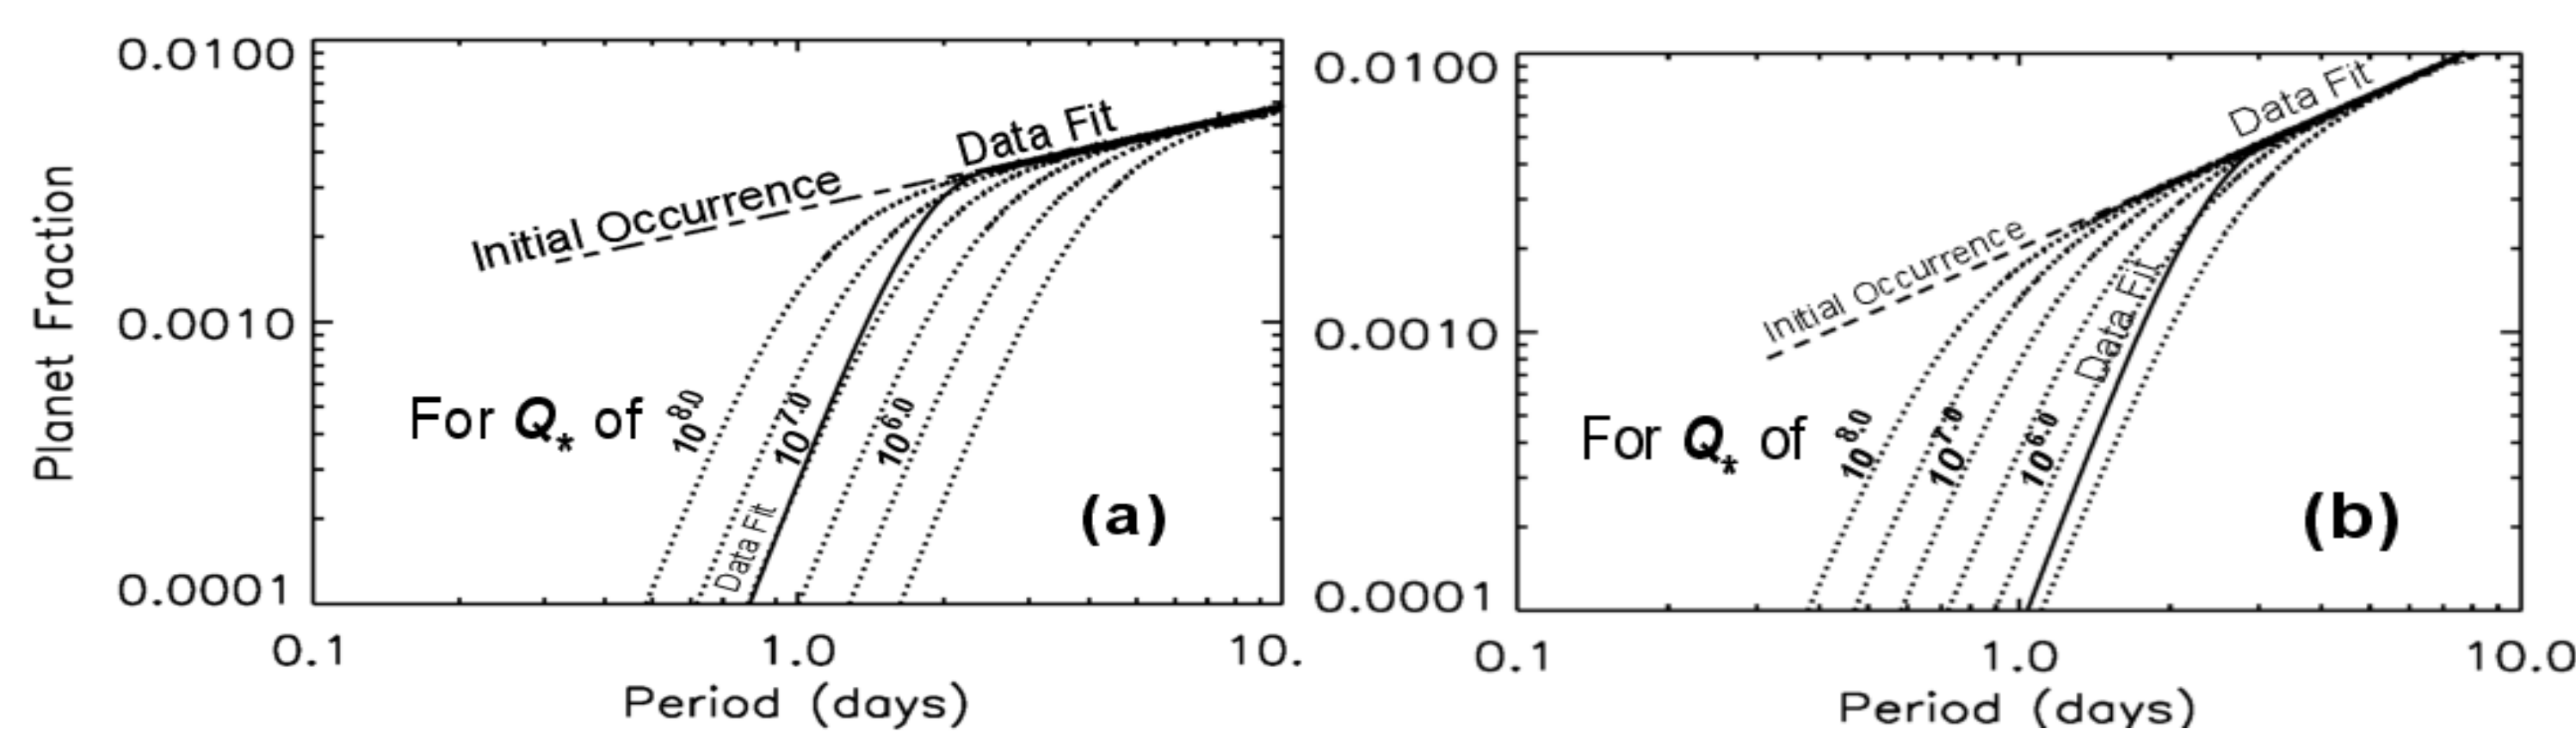 0.0100
0.0010
0.0001
Planet Fraction
Initial Occurrence
Data Fit
For Q* of
10^8.0
10^7.0
10^6.0
Data Fit
(a)
0.1
1.0
10.
Period (days)
0.0100
0.0010
0.0001
Initial Occurrence
Data Fit
Data Fit
For Q* of
10^8.0
10^7.0
10^6.0
(b)
0.1
1.0
10.0
Period (days)